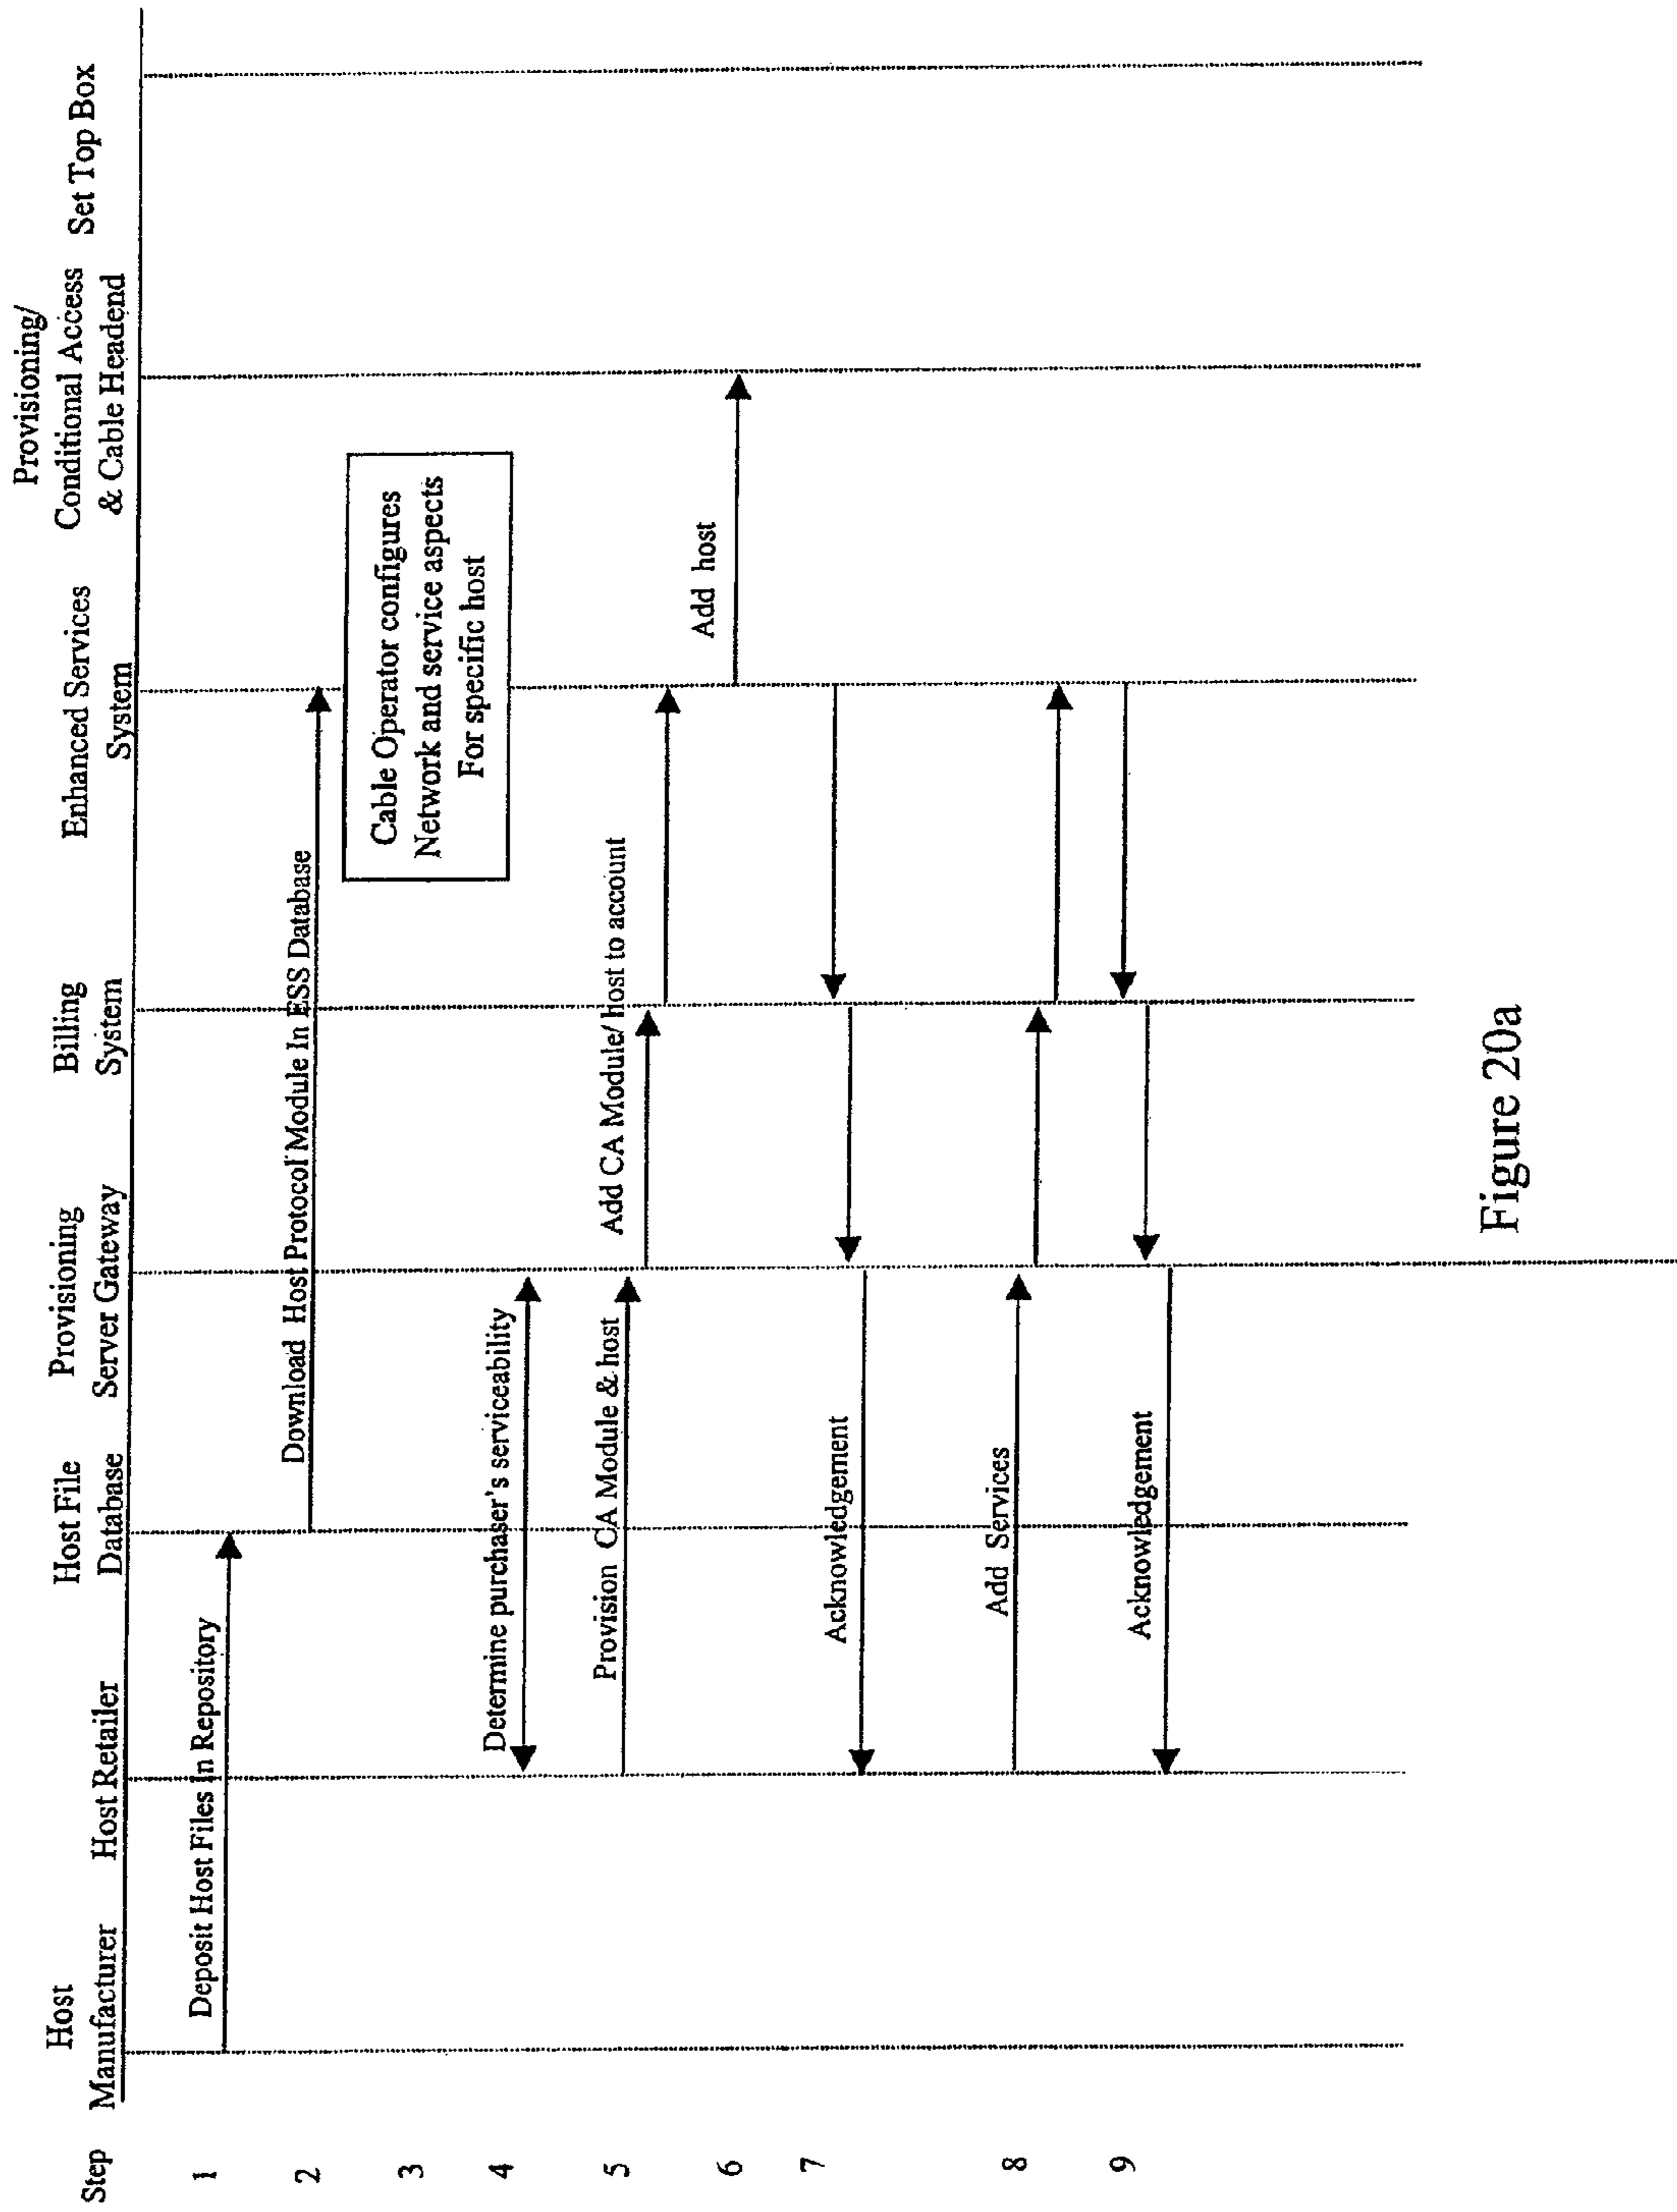 Step
Host
Manufacturer
Host Retailer
Host File
Database
Provisioning
Server Gateway
Billing
System
Enhanced Services
System
Provisioning/
Conditional Access
& Cable Headend
Set Top Box
1
Deposit Host Files In Repository
2
Download Host Protocol Module In ESS Database
3
Cable Operator configures
Network and service aspects
For specific host
4
Determine purchaser's serviceability
5
Provision CA Module & host
Add CA Module/ host to account
6
Add host
7
Acknowledgement
8
Add Services
9
Acknowledgement
Figure 20a